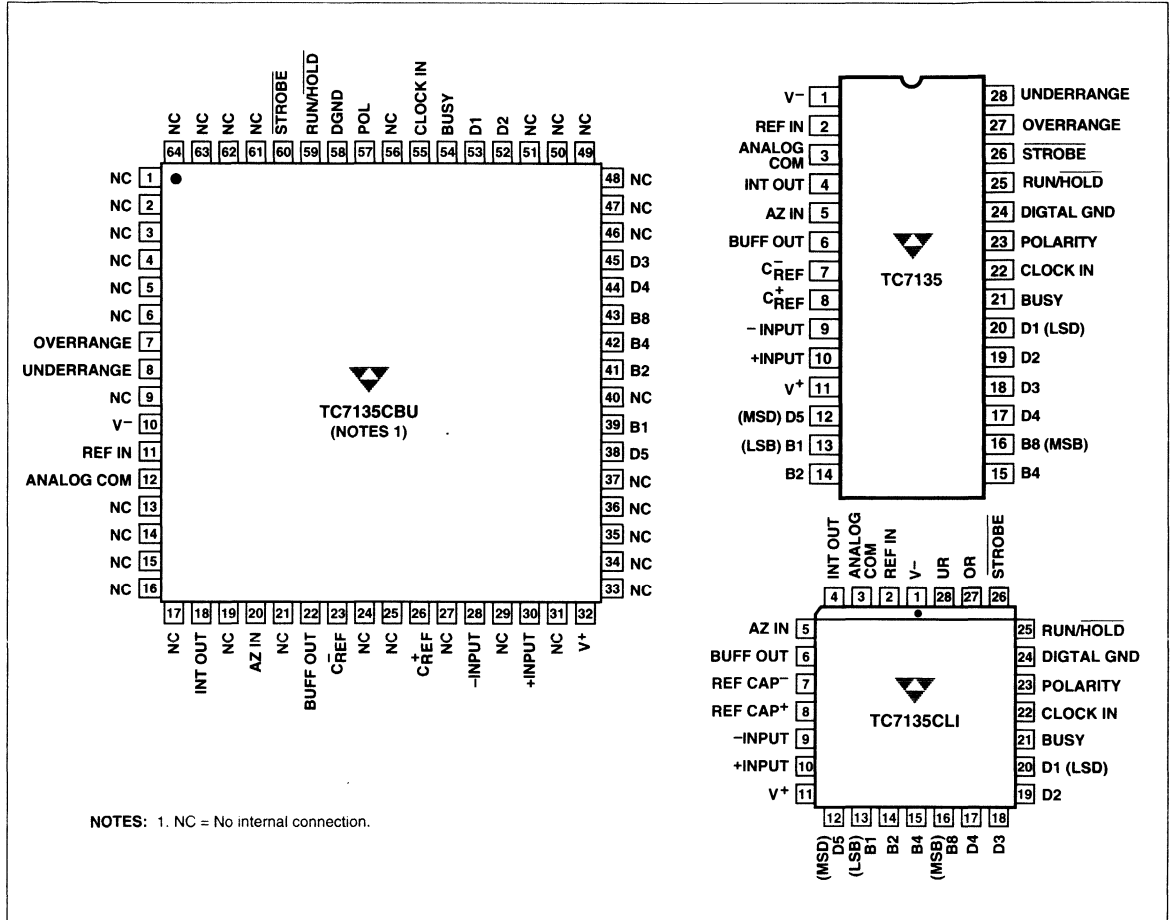 STROBE
RUN/HOLD
DGND
POL
CLOCK IN
BUSY
D1
D2
NC NC NC NC NC NC NC NC
64 63 62 61 60 59 58 57 56 55 54 53 52 51 50 49
NC 1
NC 2
NC 3
NC 4
NC 5
NC 6
OVERRANGE 7
UNDERRANGE 8
NC 9
V− 10
REF IN 11
ANALOG COM 12
NC 13
NC 14
NC 15
NC 16
TC7135CBU
(NOTES 1)
48 NC
47 NC
46 NC
45 D3
44 D4
43 B8
42 B4
41 B2
40 NC
39 B1
38 D5
37 NC
36 NC
35 NC
34 NC
33 NC
17 18 19 20 21 22 23 24 25 26 27 28 29 30 31 32
NC
INT OUT
NC
AZ IN
NC
BUFF OUT
C−REF
NC
NC
C+REF
NC
−INPUT
NC
+INPUT
NC
V+
V− 1
REF IN 2
ANALOG
COM 3
INT OUT 4
AZ IN 5
BUFF OUT 6
C−REF 7
C+REF 8
− INPUT 9
+INPUT 10
V+ 11
(MSD) D5 12
(LSB) B1 13
B2 14
TC7135
28 UNDERRANGE
27 OVERRANGE
26 STROBE
25 RUN/HOLD
24 DIGTAL GND
23 POLARITY
22 CLOCK IN
21 BUSY
20 D1 (LSD)
19 D2
18 D3
17 D4
16 B8 (MSB)
15 B4
INT OUT
ANALOG
COM
REF IN
V−
UR
OR
STROBE
4 3 2 1 28 27 26
AZ IN 5
BUFF OUT 6
REF CAP− 7
REF CAP+ 8
−INPUT 9
+INPUT 10
V+ 11
TC7135CLI
25 RUN/HOLD
24 DIGTAL GND
23 POLARITY
22 CLOCK IN
21 BUSY
20 D1 (LSD)
19 D2
12 13 14 15 16 17 18
(MSD) D5
(LSB) B1
B2
B4
(MSB) B8
D4
D3
NOTES: 1. NC = No internal connection.